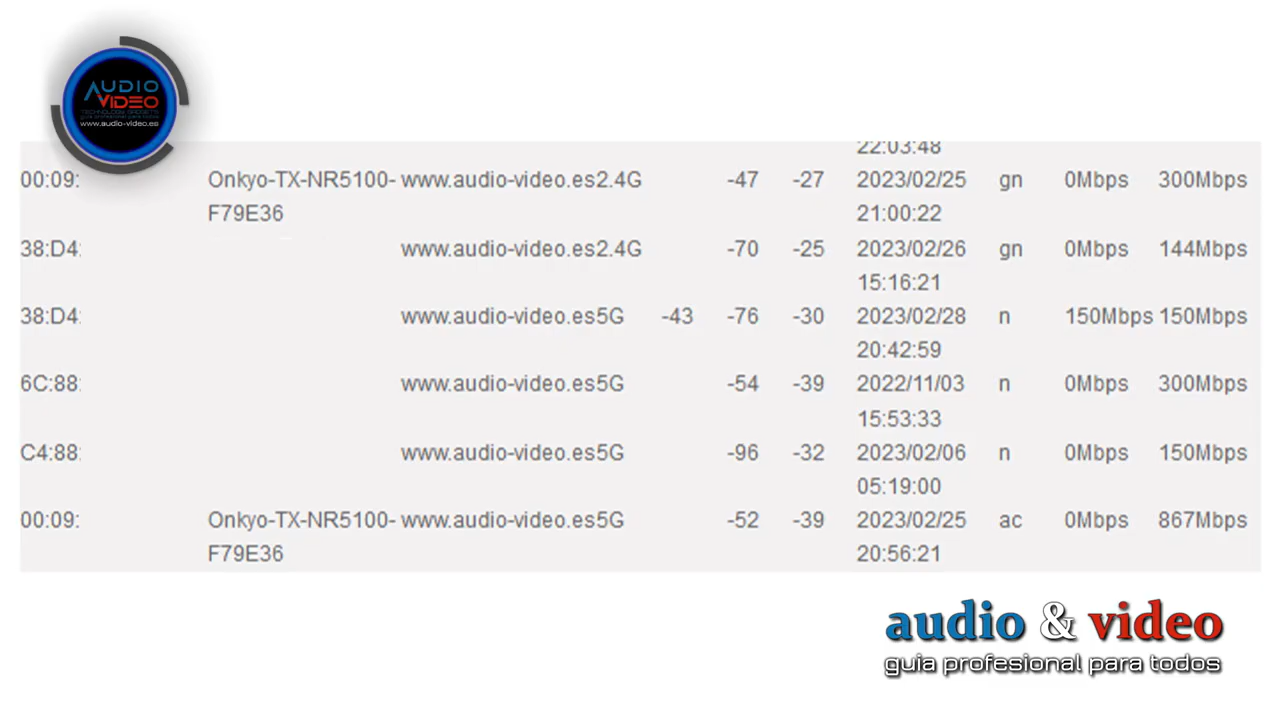 AUDIO
VIDEO
TECHNOLOGY GADGETS
guia profesional para todos
www.audio-video.es
22:03:48
00:09: Onkyo-TX-NR5100- www.audio-video.es2.4G -47 -27 2023/02/25 gn 0Mbps 300Mbps
F79E36 21:00:22
38:D4: www.audio-video.es2.4G -70 -25 2023/02/26 gn 0Mbps 144Mbps
15:16:21
38:D4: www.audio-video.es5G -43 -76 -30 2023/02/28 n 150Mbps 150Mbps
20:42:59
6C:88: www.audio-video.es5G -54 -39 2022/11/03 n 0Mbps 300Mbps
15:53:33
C4:88: www.audio-video.es5G -96 -32 2023/02/06 n 0Mbps 150Mbps
05:19:00
00:09: Onkyo-TX-NR5100- www.audio-video.es5G -52 -39 2023/02/25 ac 0Mbps 867Mbps
F79E36 20:56:21
audio & video
guia profesional para todos